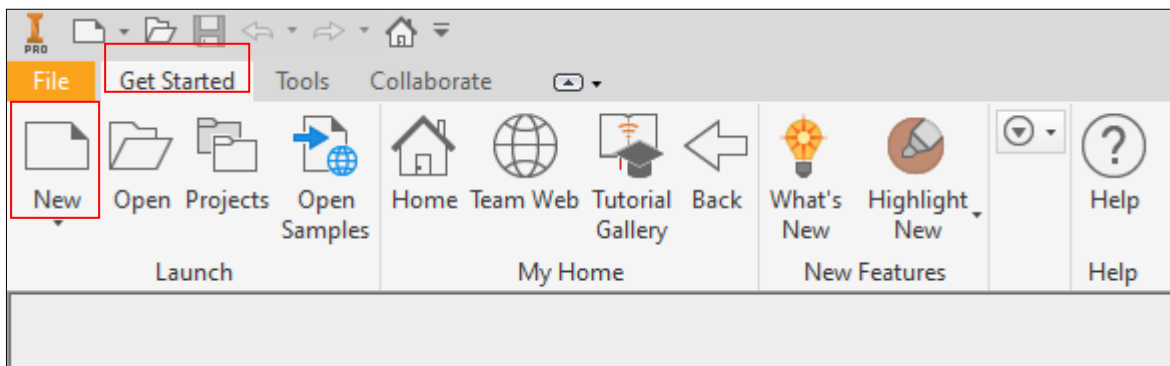 I
PRO
File Get Started Tools Collaborate
New Open Projects Open Samples Home Team Web Tutorial Gallery Back What's New Highlight New ? Help
Launch My Home New Features Help